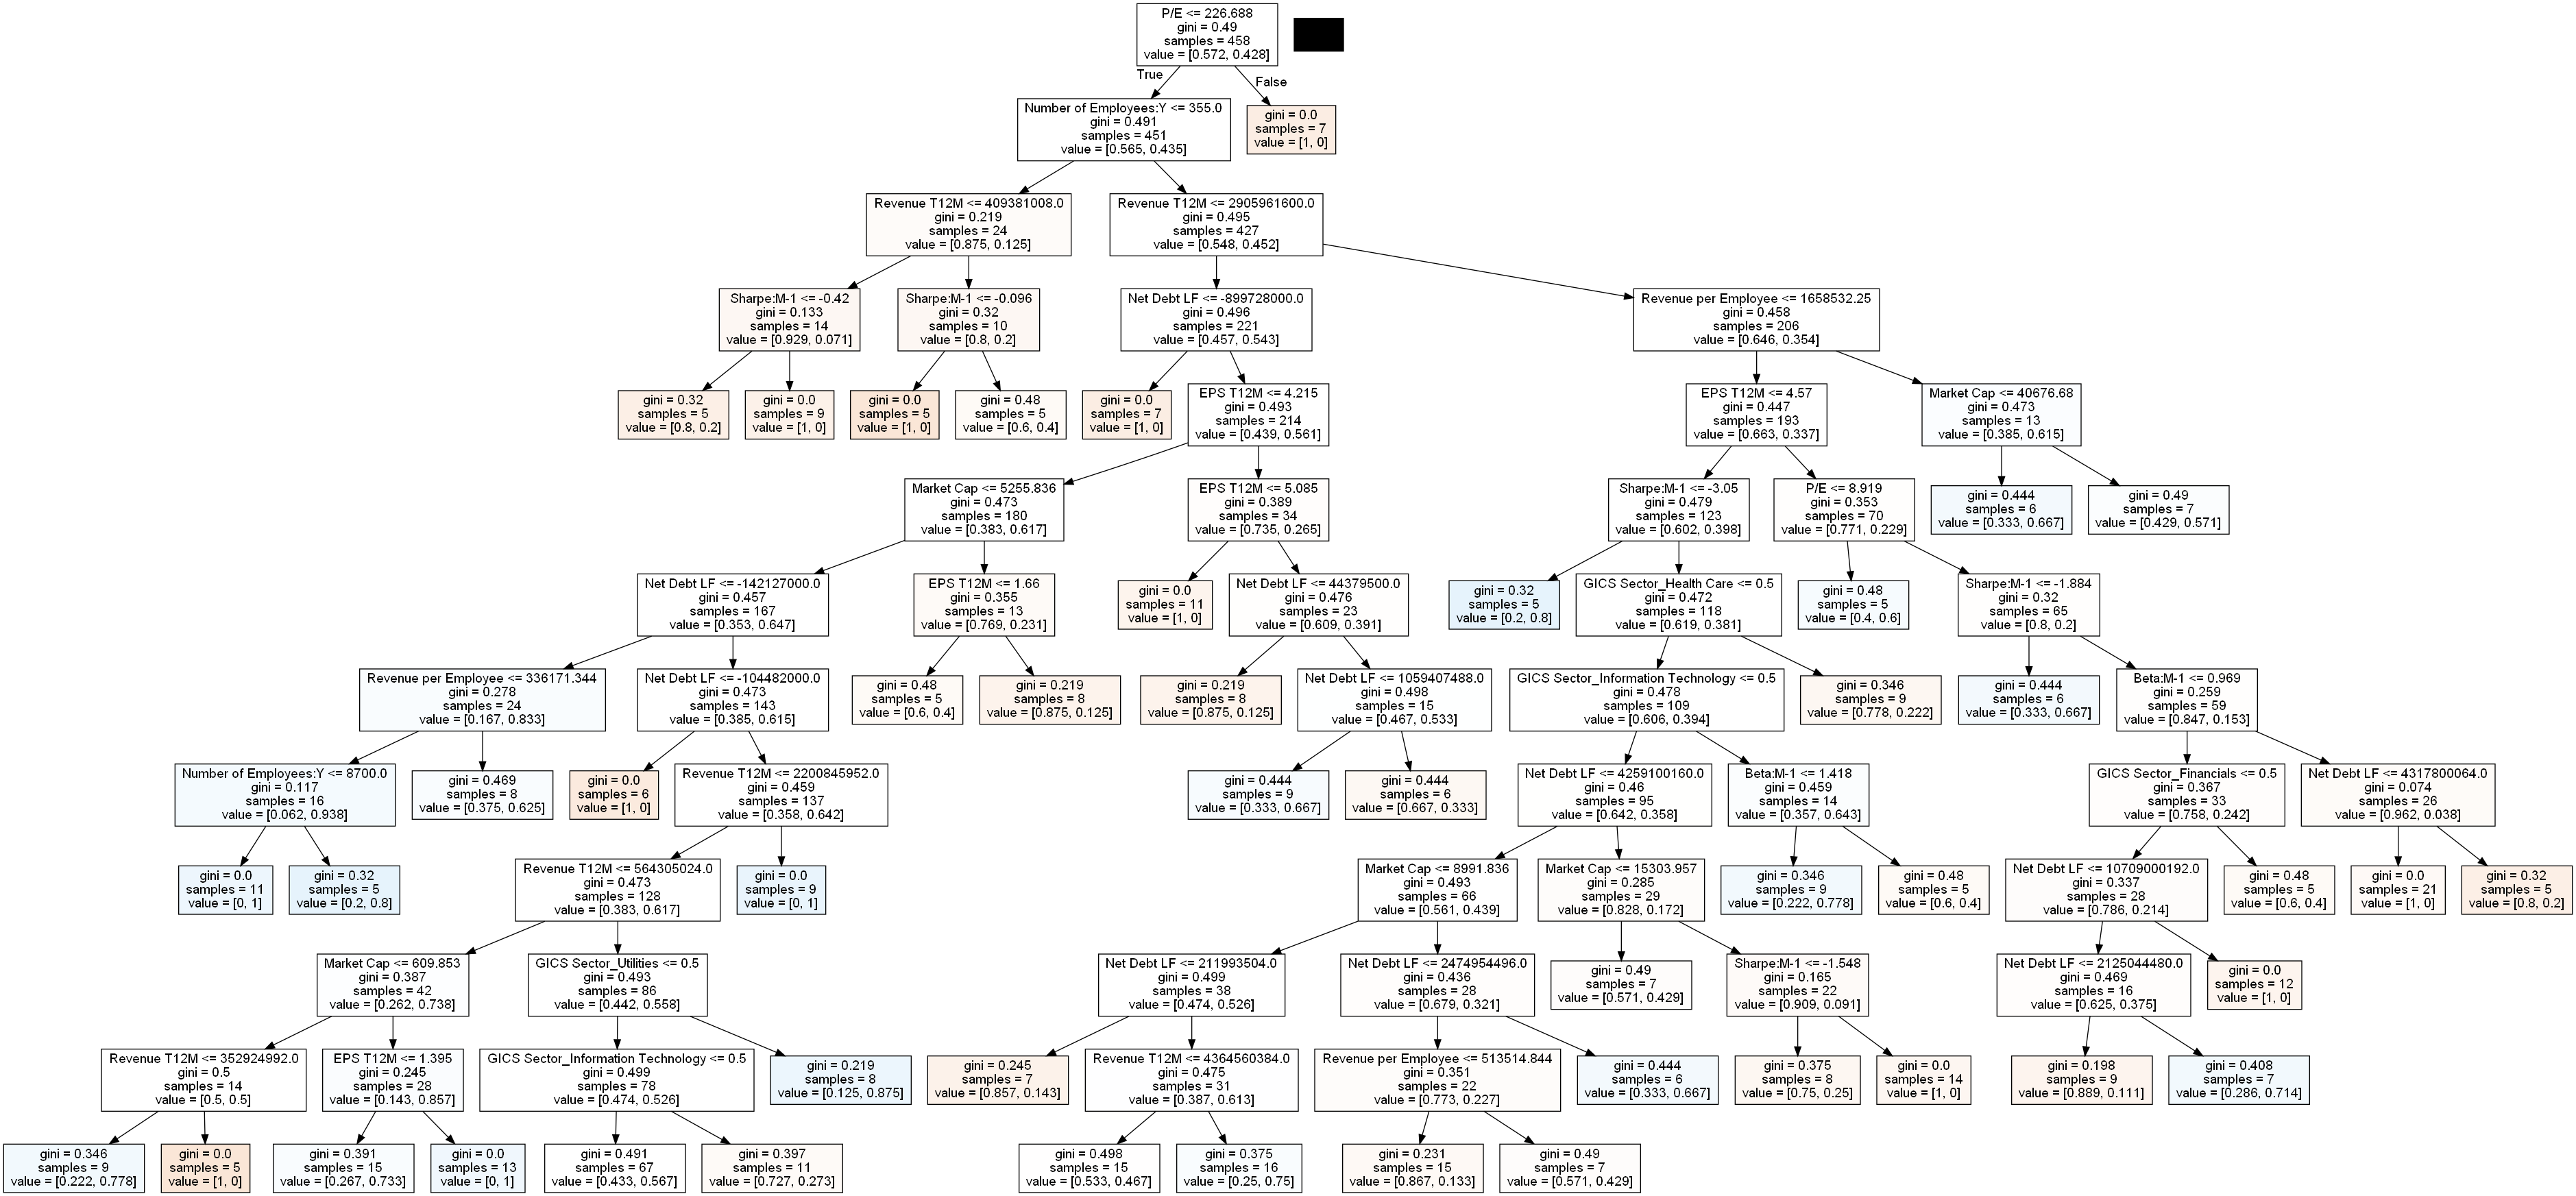 P/E <= 226.688
gini = 0.49
samples = 458
value = [0.572, 0.428]
True
False
Number of Employees:Y <= 355.0
gini = 0.491
samples = 451
value = [0.565, 0.435]
gini = 0.0
samples = 7
value = [1, 0]
Revenue T12M <= 409381008.0
gini = 0.219
samples = 24
value = [0.875, 0.125]
Revenue T12M <= 2905961600.0
gini = 0.495
samples = 427
value = [0.548, 0.452]
Sharpe:M-1 <= -0.42
gini = 0.133
samples = 14
value = [0.929, 0.071]
Sharpe:M-1 <= -0.096
gini = 0.32
samples = 10
value = [0.8, 0.2]
Net Debt LF <= -899728000.0
gini = 0.496
samples = 221
value = [0.457, 0.543]
Revenue per Employee <= 1658532.25
gini = 0.458
samples = 206
value = [0.646, 0.354]
gini = 0.32
samples = 5
value = [0.8, 0.2]
gini = 0.0
samples = 9
value = [1, 0]
gini = 0.0
samples = 5
value = [1, 0]
gini = 0.48
samples = 5
value = [0.6, 0.4]
gini = 0.0
samples = 7
value = [1, 0]
EPS T12M <= 4.215
gini = 0.493
samples = 214
value = [0.439, 0.561]
EPS T12M <= 4.57
gini = 0.447
samples = 193
value = [0.663, 0.337]
Market Cap <= 40676.68
gini = 0.473
samples = 13
value = [0.385, 0.615]
Market Cap <= 5255.836
gini = 0.473
samples = 180
value = [0.383, 0.617]
EPS T12M <= 5.085
gini = 0.389
samples = 34
value = [0.735, 0.265]
Sharpe:M-1 <= -3.05
gini = 0.479
samples = 123
value = [0.602, 0.398]
P/E <= 8.919
gini = 0.353
samples = 70
value = [0.771, 0.229]
gini = 0.444
samples = 6
value = [0.333, 0.667]
gini = 0.49
samples = 7
value = [0.429, 0.571]
Net Debt LF <= -142127000.0
gini = 0.457
samples = 167
value = [0.353, 0.647]
EPS T12M <= 1.66
gini = 0.355
samples = 13
value = [0.769, 0.231]
gini = 0.0
samples = 11
value = [1, 0]
Net Debt LF <= 44379500.0
gini = 0.476
samples = 23
value = [0.609, 0.391]
gini = 0.32
samples = 5
value = [0.2, 0.8]
GICS Sector_Health Care <= 0.5
gini = 0.472
samples = 118
value = [0.619, 0.381]
gini = 0.48
samples = 5
value = [0.4, 0.6]
Sharpe:M-1 <= -1.884
gini = 0.32
samples = 65
value = [0.8, 0.2]
Revenue per Employee <= 336171.344
gini = 0.278
samples = 24
value = [0.167, 0.833]
Net Debt LF <= -104482000.0
gini = 0.473
samples = 143
value = [0.385, 0.615]
gini = 0.48
samples = 5
value = [0.6, 0.4]
gini = 0.219
samples = 8
value = [0.875, 0.125]
gini = 0.219
samples = 8
value = [0.875, 0.125]
Net Debt LF <= 1059407488.0
gini = 0.498
samples = 15
value = [0.467, 0.533]
GICS Sector_Information Technology <= 0.5
gini = 0.478
samples = 109
value = [0.606, 0.394]
gini = 0.346
samples = 9
value = [0.778, 0.222]
gini = 0.444
samples = 6
value = [0.333, 0.667]
Beta:M-1 <= 0.969
gini = 0.259
samples = 59
value = [0.847, 0.153]
Number of Employees:Y <= 8700.0
gini = 0.117
samples = 16
value = [0.062, 0.938]
gini = 0.469
samples = 8
value = [0.375, 0.625]
gini = 0.0
samples = 6
value = [1, 0]
Revenue T12M <= 2200845952.0
gini = 0.459
samples = 137
value = [0.358, 0.642]
gini = 0.444
samples = 9
value = [0.333, 0.667]
gini = 0.444
samples = 6
value = [0.667, 0.333]
Net Debt LF <= 4259100160.0
gini = 0.46
samples = 95
value = [0.642, 0.358]
Beta:M-1 <= 1.418
gini = 0.459
samples = 14
value = [0.357, 0.643]
GICS Sector_Financials <= 0.5
gini = 0.367
samples = 33
value = [0.758, 0.242]
Net Debt LF <= 4317800064.0
gini = 0.074
samples = 26
value = [0.962, 0.038]
gini = 0.0
samples = 11
value = [0, 1]
gini = 0.32
samples = 5
value = [0.2, 0.8]
Revenue T12M <= 564305024.0
gini = 0.473
samples = 128
value = [0.383, 0.617]
gini = 0.0
samples = 9
value = [0, 1]
Market Cap <= 8991.836
gini = 0.493
samples = 66
value = [0.561, 0.439]
Market Cap <= 15303.957
gini = 0.285
samples = 29
value = [0.828, 0.172]
gini = 0.346
samples = 9
value = [0.222, 0.778]
gini = 0.48
samples = 5
value = [0.6, 0.4]
Net Debt LF <= 10709000192.0
gini = 0.337
samples = 28
value = [0.786, 0.214]
gini = 0.48
samples = 5
value = [0.6, 0.4]
gini = 0.0
samples = 21
value = [1, 0]
gini = 0.32
samples = 5
value = [0.8, 0.2]
Market Cap <= 609.853
gini = 0.387
samples = 42
value = [0.262, 0.738]
GICS Sector_Utilities <= 0.5
gini = 0.493
samples = 86
value = [0.442, 0.558]
Net Debt LF <= 211993504.0
gini = 0.499
samples = 38
value = [0.474, 0.526]
Net Debt LF <= 2474954496.0
gini = 0.436
samples = 28
value = [0.679, 0.321]
gini = 0.49
samples = 7
value = [0.571, 0.429]
Sharpe:M-1 <= -1.548
gini = 0.165
samples = 22
value = [0.909, 0.091]
Net Debt LF <= 2125044480.0
gini = 0.469
samples = 16
value = [0.625, 0.375]
gini = 0.0
samples = 12
value = [1, 0]
Revenue T12M <= 352924992.0
gini = 0.5
samples = 14
value = [0.5, 0.5]
EPS T12M <= 1.395
gini = 0.245
samples = 28
value = [0.143, 0.857]
GICS Sector_Information Technology <= 0.5
gini = 0.499
samples = 78
value = [0.474, 0.526]
gini = 0.219
samples = 8
value = [0.125, 0.875]
gini = 0.245
samples = 7
value = [0.857, 0.143]
Revenue T12M <= 4364560384.0
gini = 0.475
samples = 31
value = [0.387, 0.613]
Revenue per Employee <= 513514.844
gini = 0.351
samples = 22
value = [0.773, 0.227]
gini = 0.444
samples = 6
value = [0.333, 0.667]
gini = 0.375
samples = 8
value = [0.75, 0.25]
gini = 0.0
samples = 14
value = [1, 0]
gini = 0.198
samples = 9
value = [0.889, 0.111]
gini = 0.408
samples = 7
value = [0.286, 0.714]
gini = 0.346
samples = 9
value = [0.222, 0.778]
gini = 0.0
samples = 5
value = [1, 0]
gini = 0.391
samples = 15
value = [0.267, 0.733]
gini = 0.0
samples = 13
value = [0, 1]
gini = 0.491
samples = 67
value = [0.433, 0.567]
gini = 0.397
samples = 11
value = [0.727, 0.273]
gini = 0.498
samples = 15
value = [0.533, 0.467]
gini = 0.375
samples = 16
value = [0.25, 0.75]
gini = 0.231
samples = 15
value = [0.867, 0.133]
gini = 0.49
samples = 7
value = [0.571, 0.429]